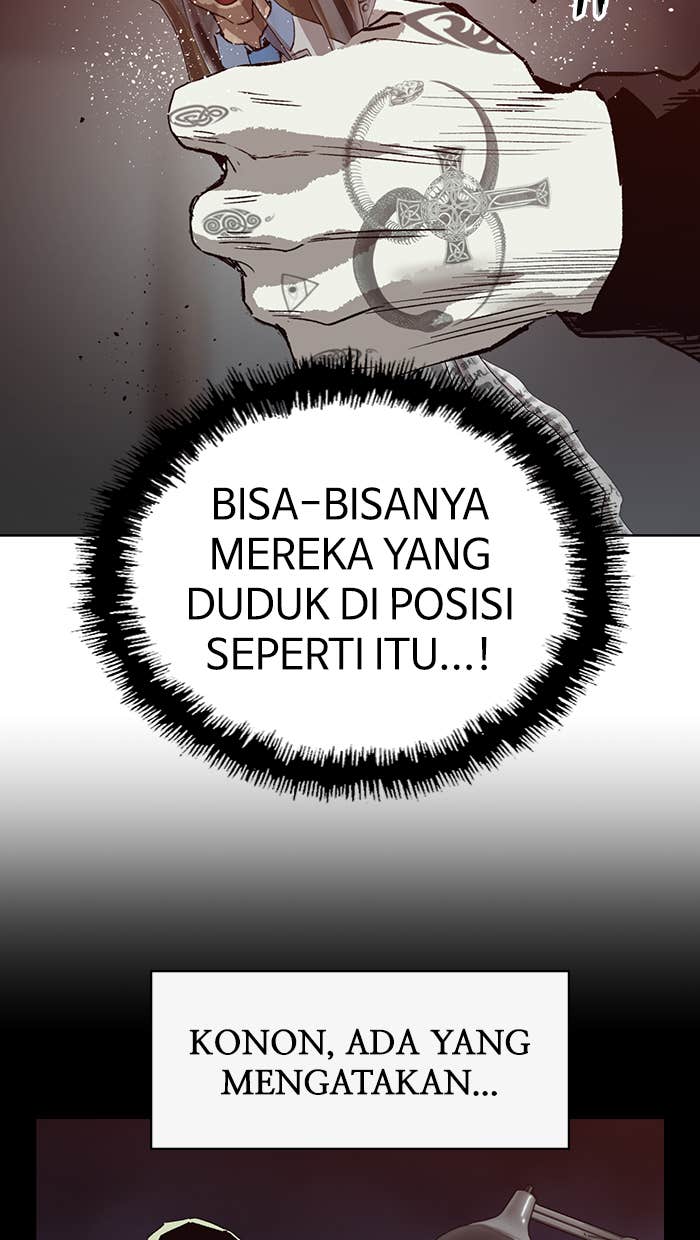 BISA-BISANYA
MEREKA YANG
DUDUK DI POSISI
SEPERTI ITU...!
KONON, ADA YANG
MENGATAKAN...